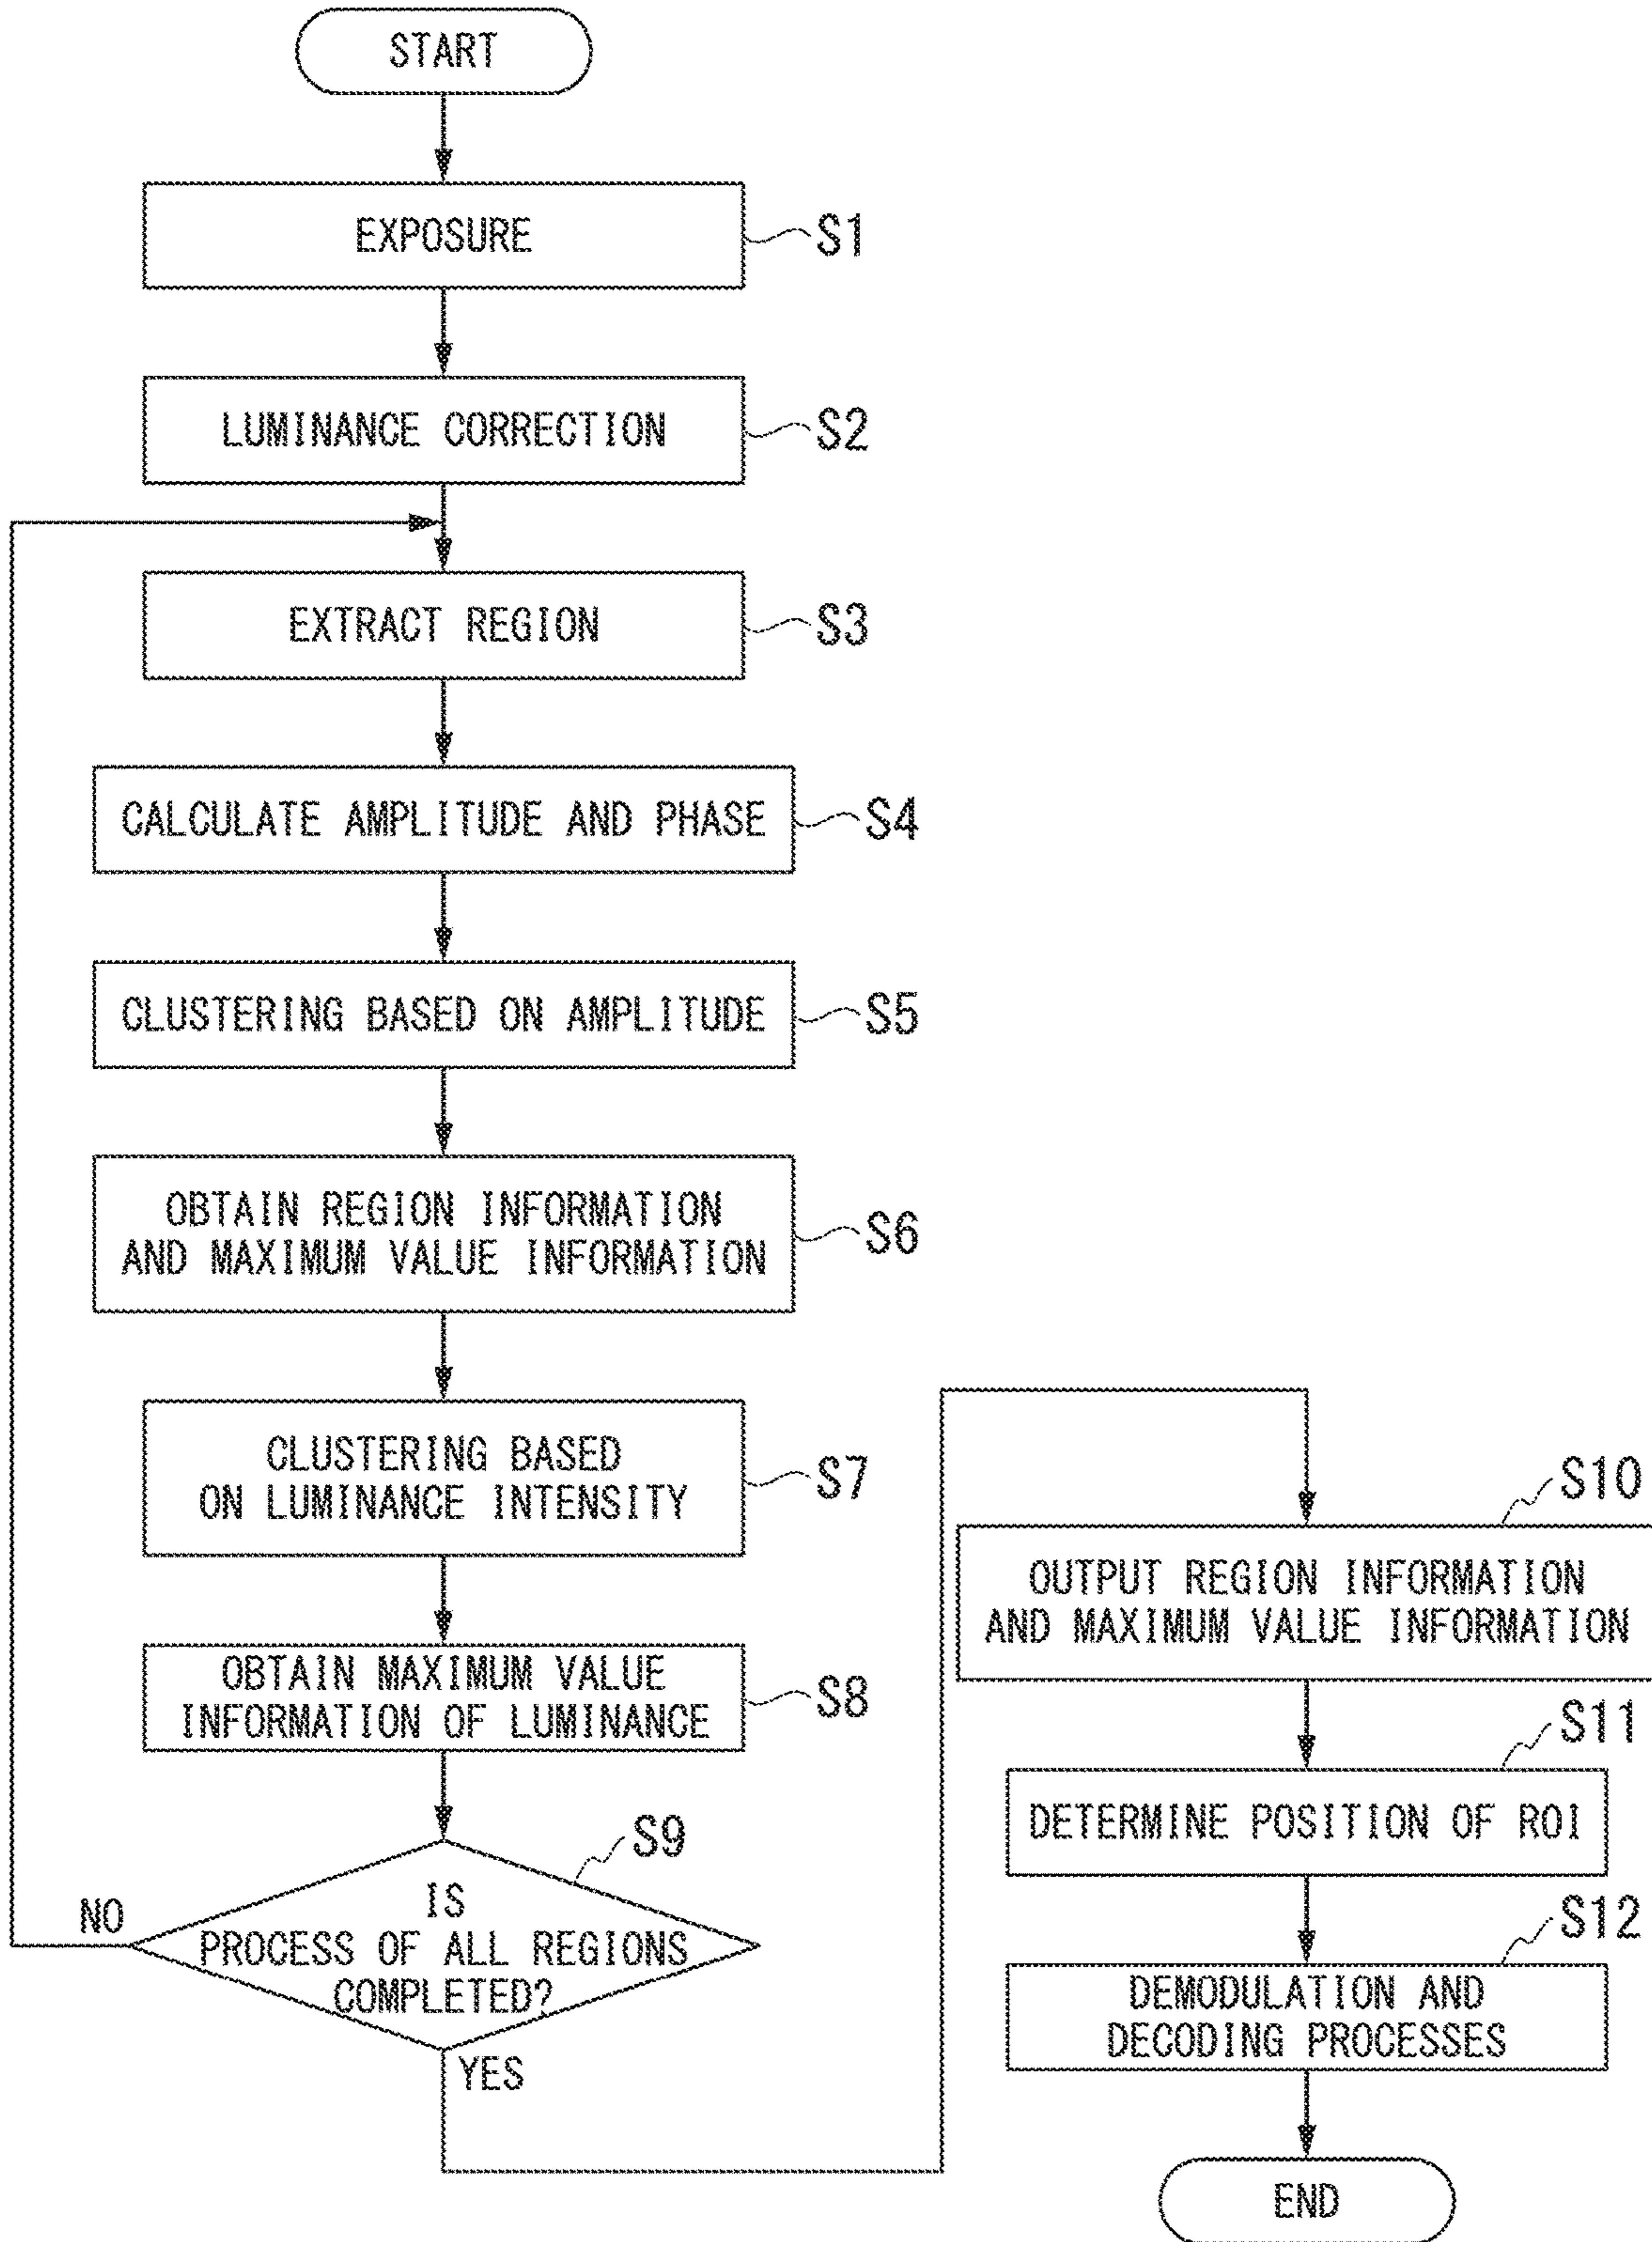 START
EXPOSURE
S1
LUMINANCE CORRECTION
S2
EXTRACT REGION
S3
CALCULATE AMPLITUDE AND PHASE
S4
CLUSTERING BASED ON AMPLITUDE
S5
OBTAIN REGION INFORMATION
AND MAXIMUM VALUE INFORMATION
S6
CLUSTERING BASED
ON LUMINANCE INTENSITY
S7
OBTAIN MAXIMUM VALUE
INFORMATION OF LUMINANCE
S8
S9
IS
PROCESS OF ALL REGIONS
COMPLETED?
NO
YES
S10
OUTPUT REGION INFORMATION
AND MAXIMUM VALUE INFORMATION
S11
DETERMINE POSITION OF ROI
S12
DEMODULATION AND
DECODING PROCESSES
END